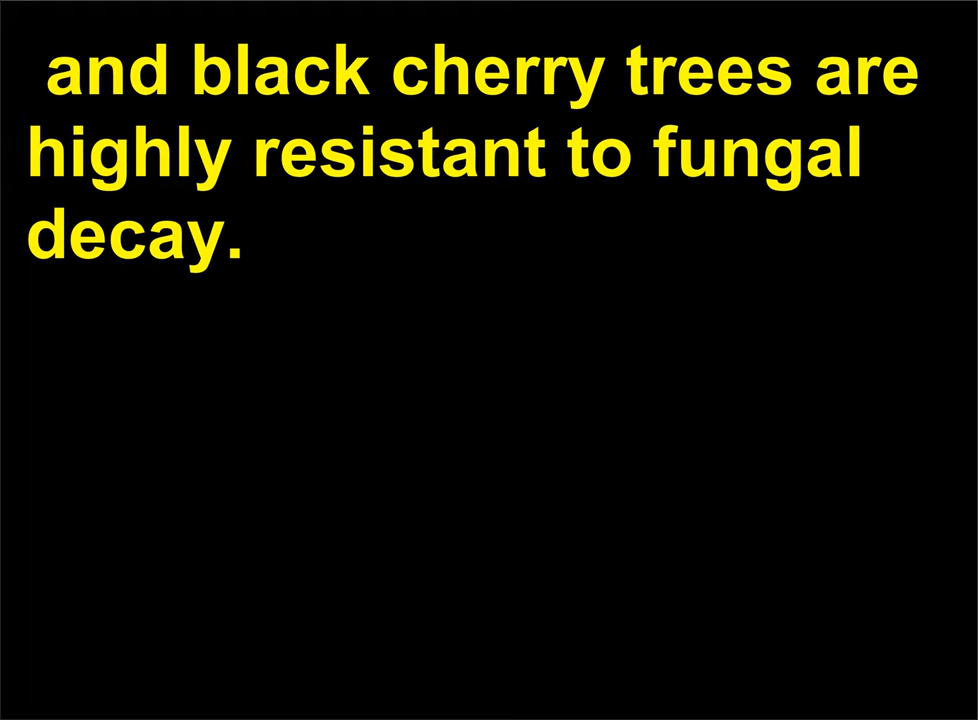 and black cherry trees are
highly resistant to fungal
decay.